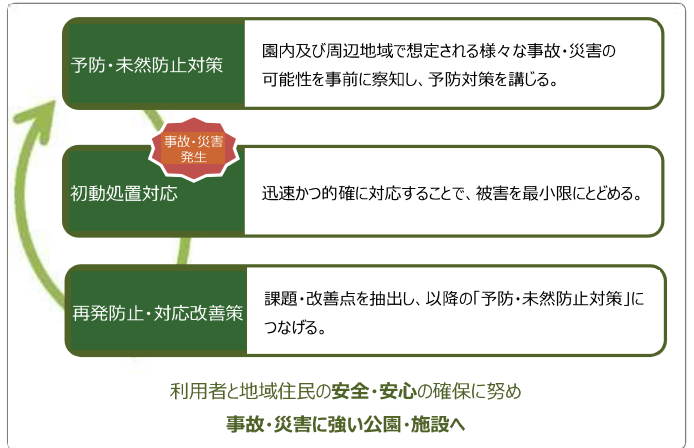 予防・未然防止対策
園内及び周辺地域で想定される様々な事故・災害の
可能性を事前に察知し、予防対策を講じる。
事故・災害
発生
初動処置対応
迅速かつ的確に対応することで、被害を最小限にとどめる。
再発防止・対応改善策
課題・改善点を抽出し、以降の「予防・未然防止対策」に
つなげる。
利用者と地域住民の安全・安心の確保に努め
事故・災害に強い公園・施設へ